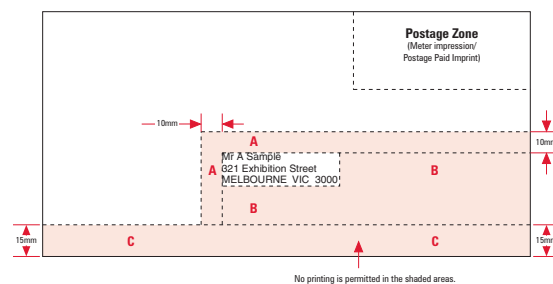 Postage Zone
(Meter impression/
Postage Paid Imprint)
10mm
A
10mm
Mr A Sample
A
321 Exhibition Street
B
MELBOURNE VIC 3000
B
15mm
C
C
15mm
No printing is permitted in the shaded areas.